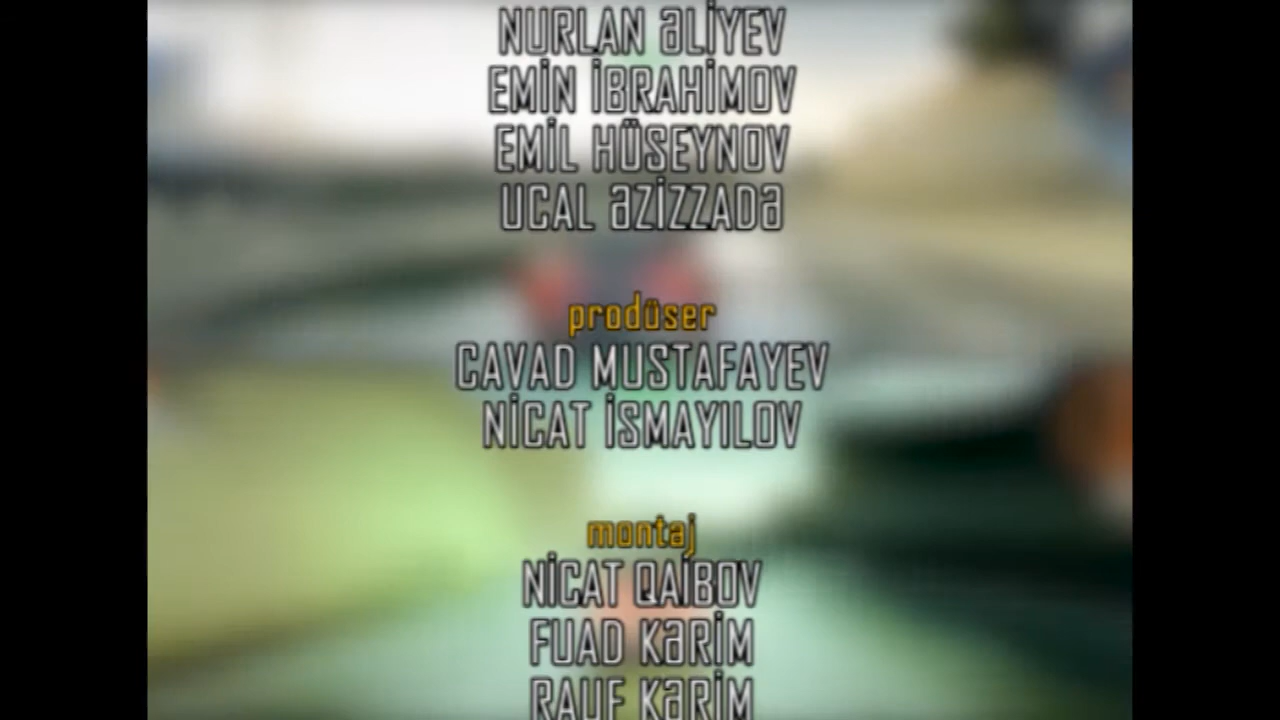 NURLAN əLİYEV
EMİN İBRAHİMOV
EMİL HÜSEYNOV
UCAL əZİZZADə
prodüser
CAVAD MUSTAFAYEV
NİCAT İSMAYILOV
montaj
NİCAT QAİBOV
FUAD KəRİM
RAUF KəRİM